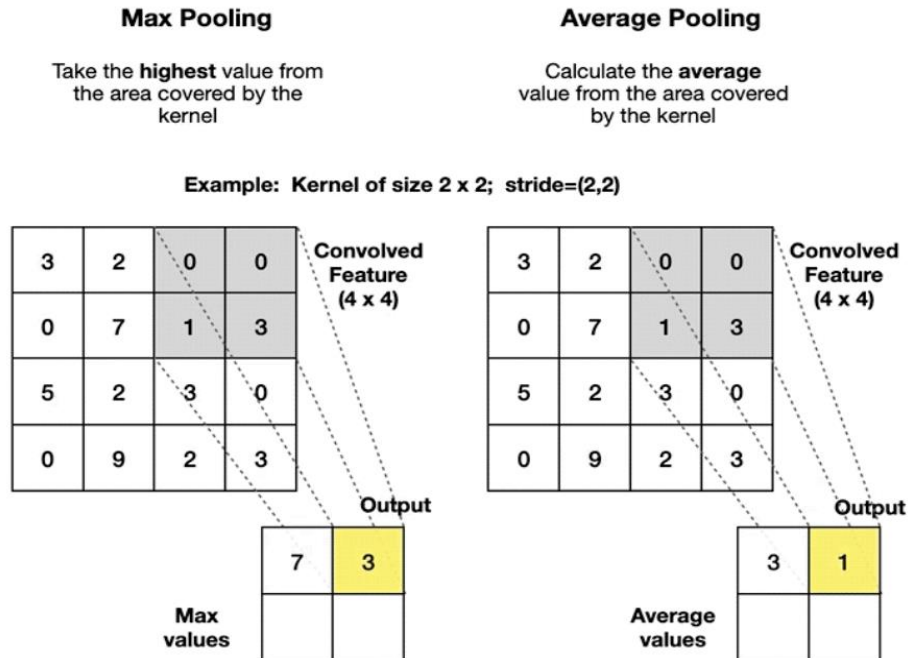 Max Pooling
Take the highest value from
the area covered by the
kernel
Average Pooling
Calculate the average
value from the area covered
by the kernel
Example: Kernel of size 2 x 2; stride=(2,2)
3 2 0 0
0 7 1 3
5 2 3 0
0 9 2 3
Convolved
Feature
(4 x 4)
Output
7 3
Max
values
3 2 0 0
0 7 1 3
5 2 3 0
0 9 2 3
Convolved
Feature
(4 x 4)
Output
3 1
Average
values